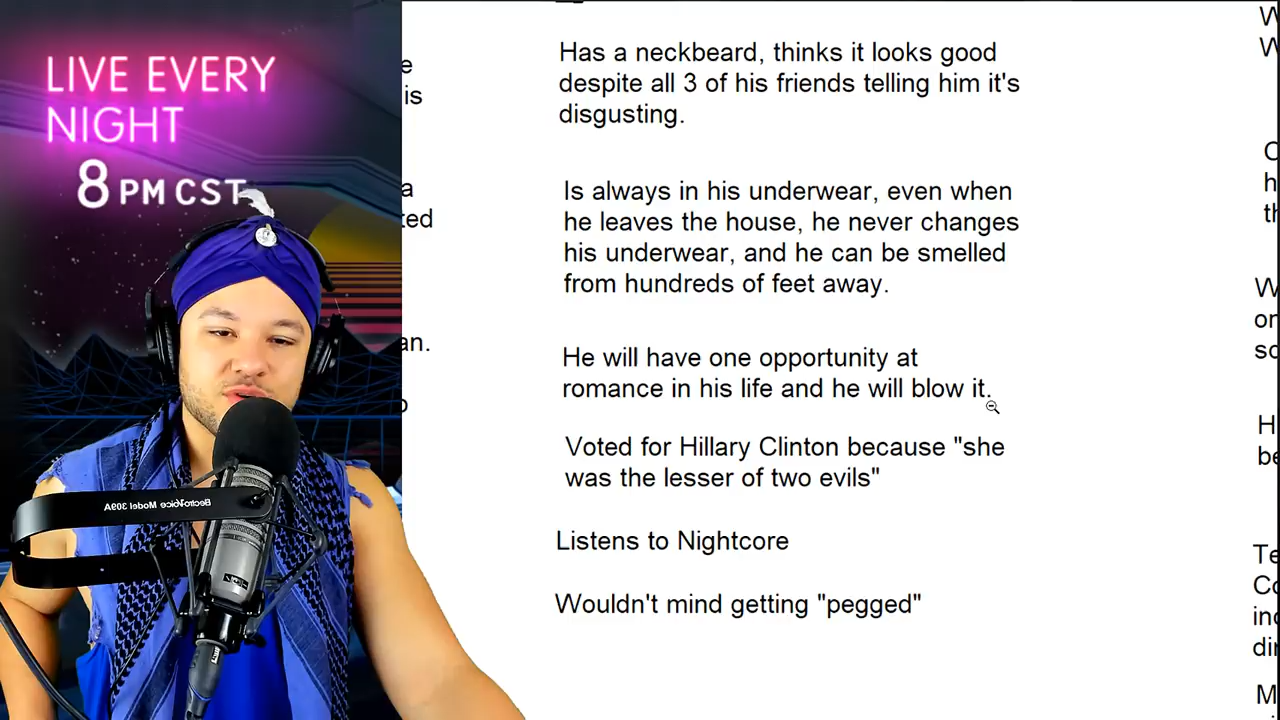 LIVE EVERY
NIGHT
8 PM CST
Has a neckbeard, thinks it looks good
despite all 3 of his friends telling him it's
disgusting.
Is always in his underwear, even when
he leaves the house, he never changes
his underwear, and he can be smelled
from hundreds of feet away.
He will have one opportunity at
romance in his life and he will blow it.
Voted for Hillary Clinton because "she
was the lesser of two evils"
Listens to Nightcore
Wouldn't mind getting "pegged"